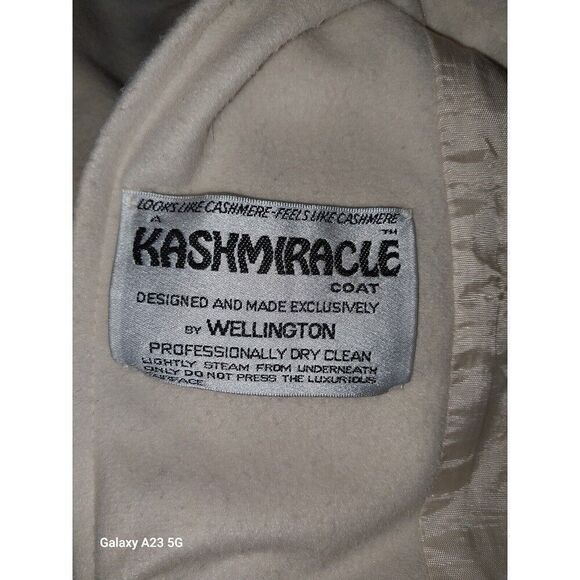 LOOKS LIKE CASHMERE-FEELS LIKE CASHMERE
A
KASHMIRACLE TM
COAT
DESIGNED AND MADE EXCLUSIVELY
BY WELLINGTON
PROFESSIONALLY DRY CLEAN
LIGHTLY STEAM FROM UNDERNEATH
ONLY DO NOT PRESS THE LUXURIOUS
SURFACE
Galaxy A23 5G